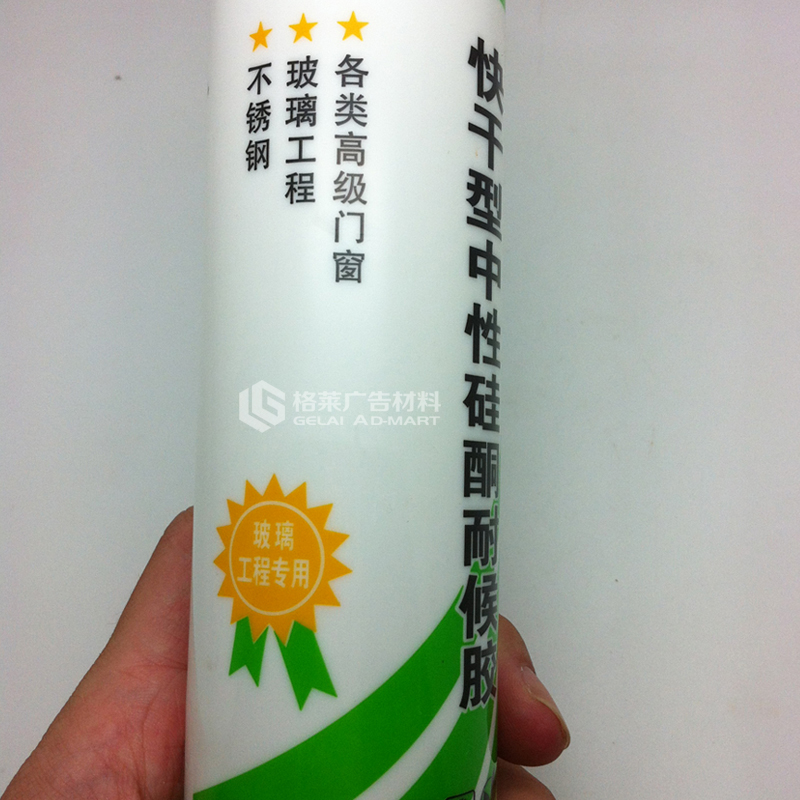 快干型中性硅酮耐候胶
各类高级门窗
玻璃工程
不锈钢
格莱广告材料
GELAI AD-MART
玻璃
工程专用